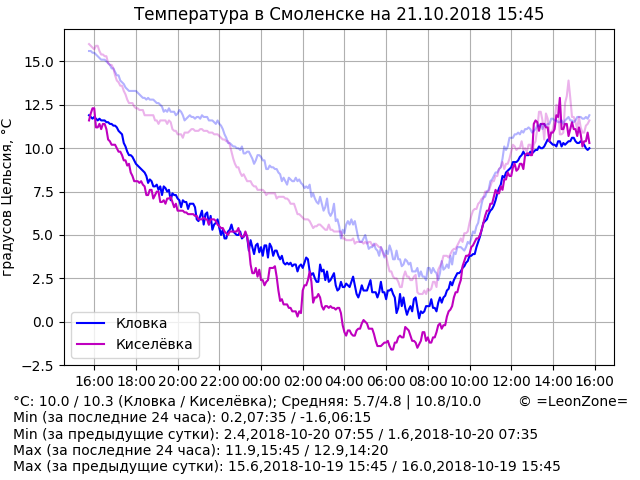 Температура в Смоленске на 21.10.2018 15:45
градусов Цельсия, °C
15.0
12.5
10.0
7.5
5.0
2.5
0.0
−2.5
Кловка
Киселёвка
16:00 18:00 20:00 22:00 00:00 02:00 04:00 06:00 08:00 10:00 12:00 14:00 16:00
°C: 10.0 / 10.3 (Кловка / Киселёвка); Средняя: 5.7/4.8 | 10.8/10.0 © =LeonZone=
Min (за последние 24 часа): 0.2,07:35 / -1.6,06:15
Min (за предыдущие сутки): 2.4,2018-10-20 07:55 / 1.6,2018-10-20 07:35
Max (за последние 24 часа): 11.9,15:45 / 12.9,14:20
Max (за предыдущие сутки): 15.6,2018-10-19 15:45 / 16.0,2018-10-19 15:45